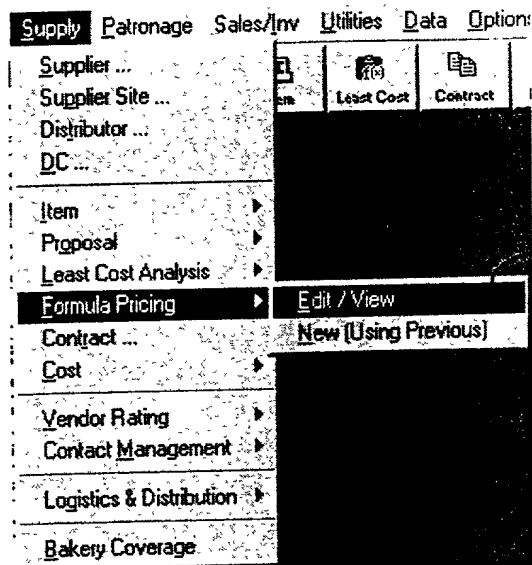 Supply Patronage Sales/Inv Utilities Data Option
Supplier ...
Supplier Site ...
Distributor ...
DC ...
Least Cost Contract
Item
Proposal
Least Cost Analysis
Formula Pricing Edit / View
Contract ... New (Using Previous)
Cost
Vendor Rating
Contact Management
Logistics & Distribution
Bakery Coverage